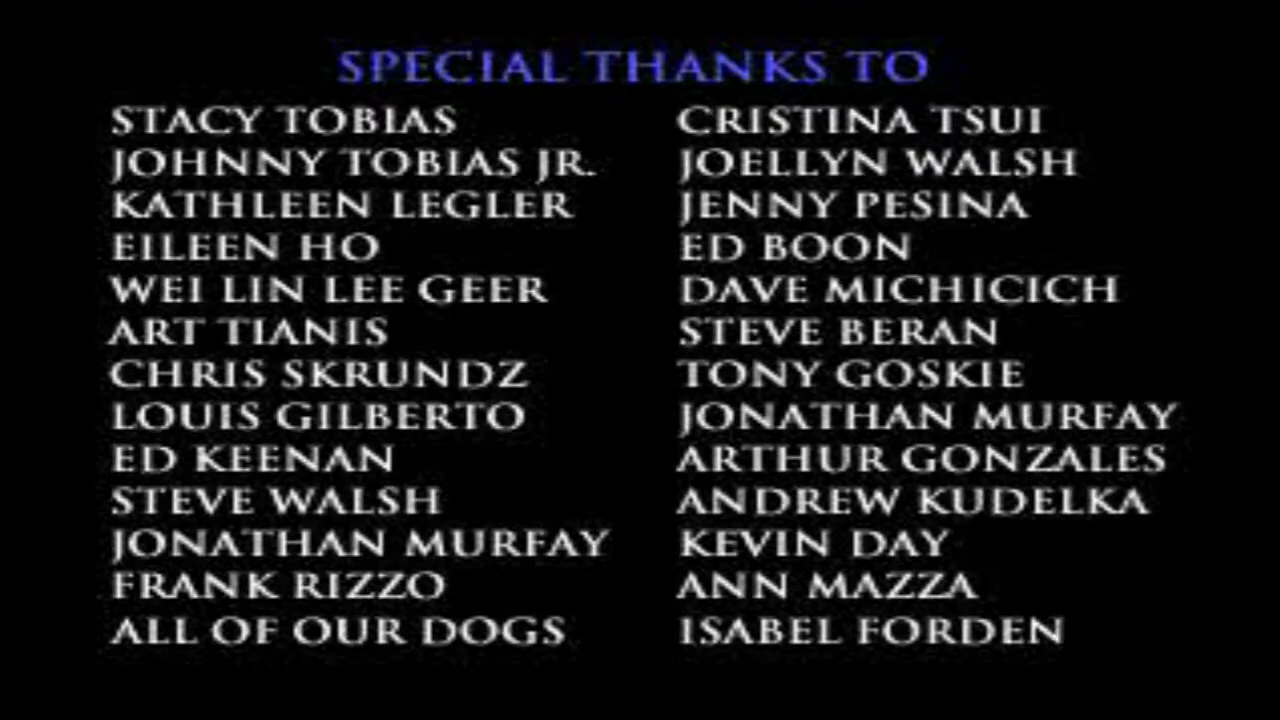 SPECIAL THANKS TO
STACY TOBIAS
JOHNNY TOBIAS JR.
KATHLEEN LEGLER
EILEEN HO
WEI LIN LEE GEER
ART TIANIS
CHRIS SKRUNDZ
LOUIS GILBERTO
ED KEENAN
STEVE WALSH
JONATHAN MURFAY
FRANK RIZZO
ALL OF OUR DOGS
CRISTINA TSUI
JOELLYN WALSH
JENNY PESINA
ED BOON
DAVE MICHICICH
STEVE BERAN
TONY GOSKIE
JONATHAN MURFAY
ARTHUR GONZALES
ANDREW KUDELKA
KEVIN DAY
ANN MAZZA
ISABEL FORDEN